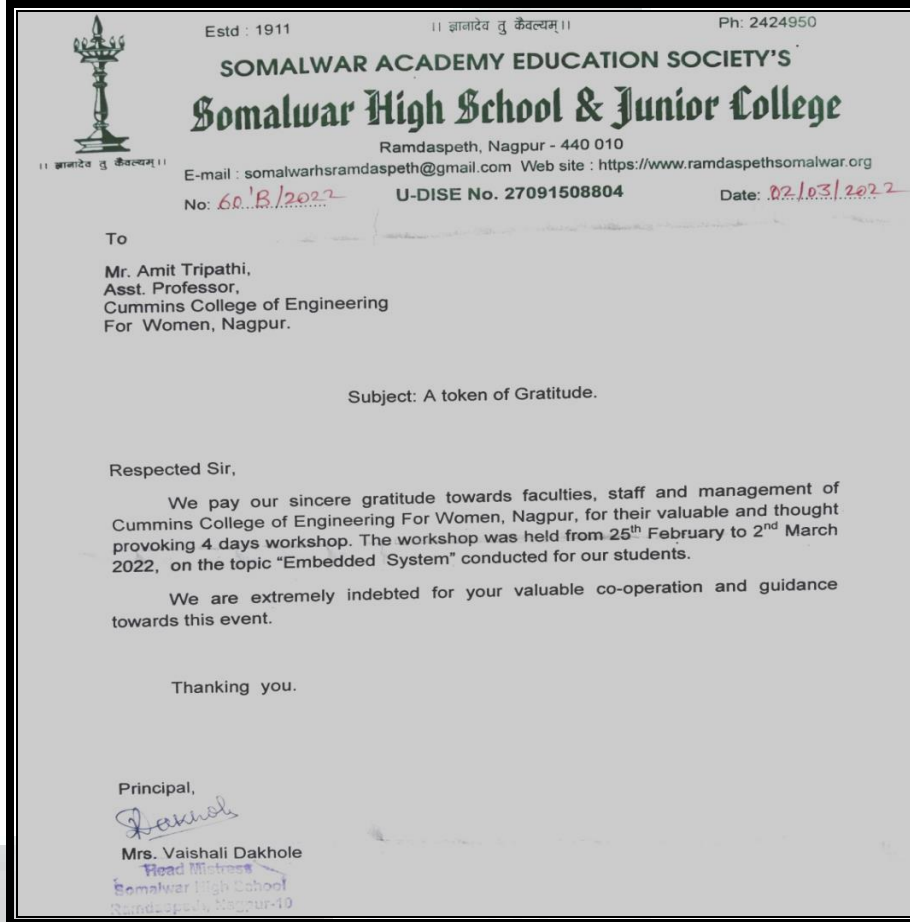 Estd : 1911
।। ज्ञानादेव तु कैवल्यम् ।।
Ph: 2424950
SOMALWAR ACADEMY EDUCATION SOCIETY'S
Somalwar High School & Junior College
Ramdaspeth, Nagpur - 440 010
।। ज्ञानादेव तु कैवल्यम् ।।
E-mail : somalwarhsramdaspeth@gmail.com Web site : https://www.ramdaspethsomalwar.org
No: 60'B/2022
U-DISE No. 27091508804
Date: 02/03/2022
To
Mr. Amit Tripathi,
Asst. Professor,
Cummins College of Engineering
For Women, Nagpur.
Subject: A token of Gratitude.
Respected Sir,
We pay our sincere gratitude towards faculties, staff and management of
Cummins College of Engineering For Women, Nagpur, for their valuable and thought
provoking 4 days workshop. The workshop was held from 25th February to 2nd March
2022, on the topic “Embedded System” conducted for our students.
We are extremely indebted for your valuable co-operation and guidance
towards this event.
Thanking you.
Principal,
Dakhole
Mrs. Vaishali Dakhole
Head Mistress
Somalwar High School
Ramdaspeth, Nagpur-10